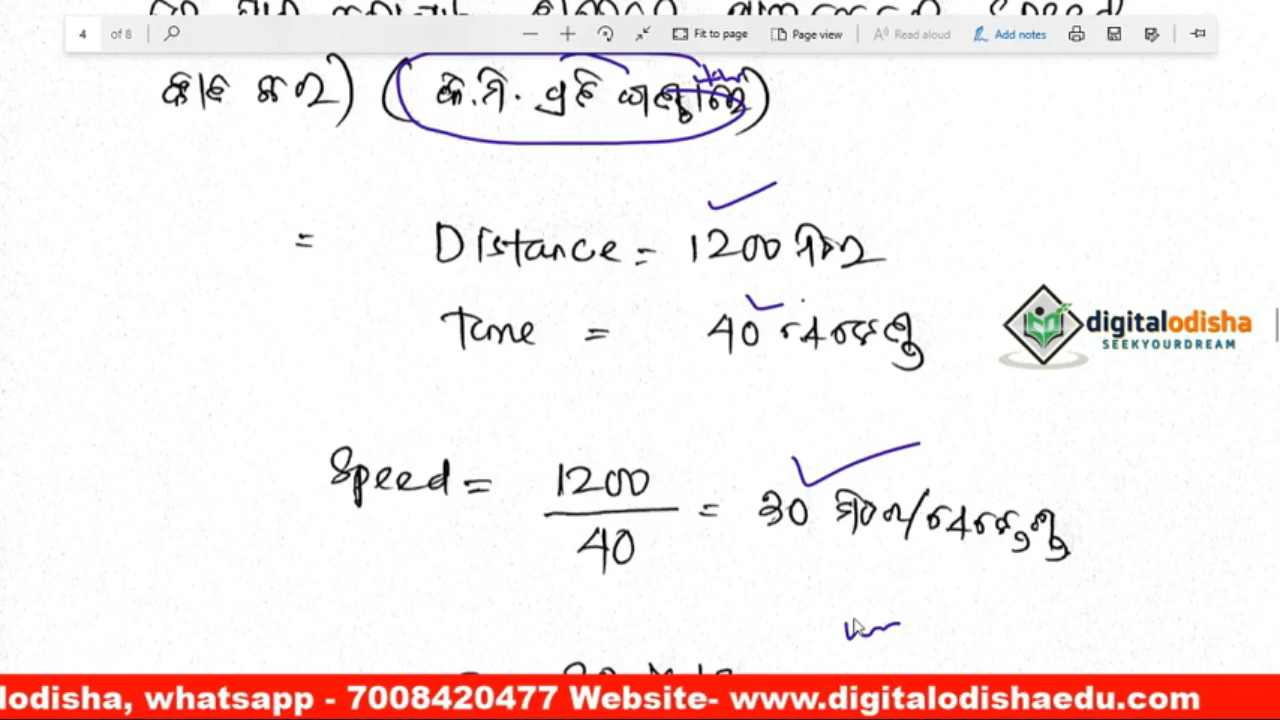 4 of 8 Fit to page Page view Read aloud Add notes
(କି.ମି. ପ୍ରତି ଘଣ୍ଟା
= Distance = 1200 ମିଟର
Time = 40 ସେକେଣ୍ଡ
digitalodisha
SEEKYOURDREAM
Speed = 1200/40 = 30 ମିଟର/ସେକେଣ୍ଡ
lodisha, whatsapp - 7008420477 Website- www.digitalodishaedu.com